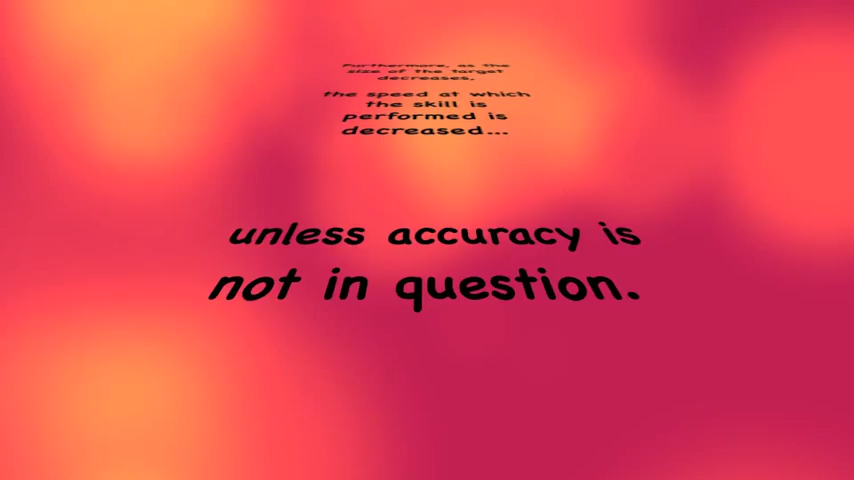 Furthermore, as the
size of the target
decreases,
the speed at which
the skill is
performed is
decreased...
unless accuracy is
not in question.